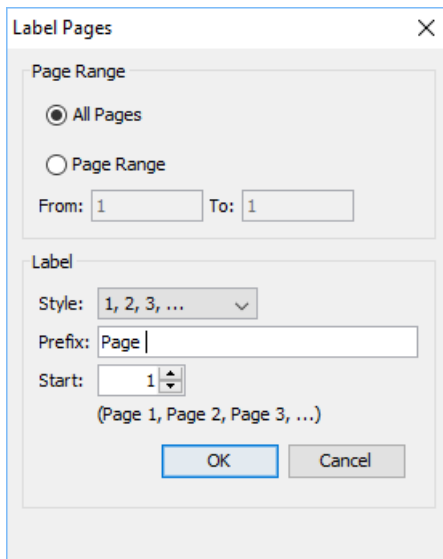 Label Pages
Page Range
All Pages
Page Range
From: 1 To: 1
Label
Style: 1, 2, 3, ...
Prefix: Page
Start: 1
(Page 1, Page 2, Page 3, ...)
OK Cancel